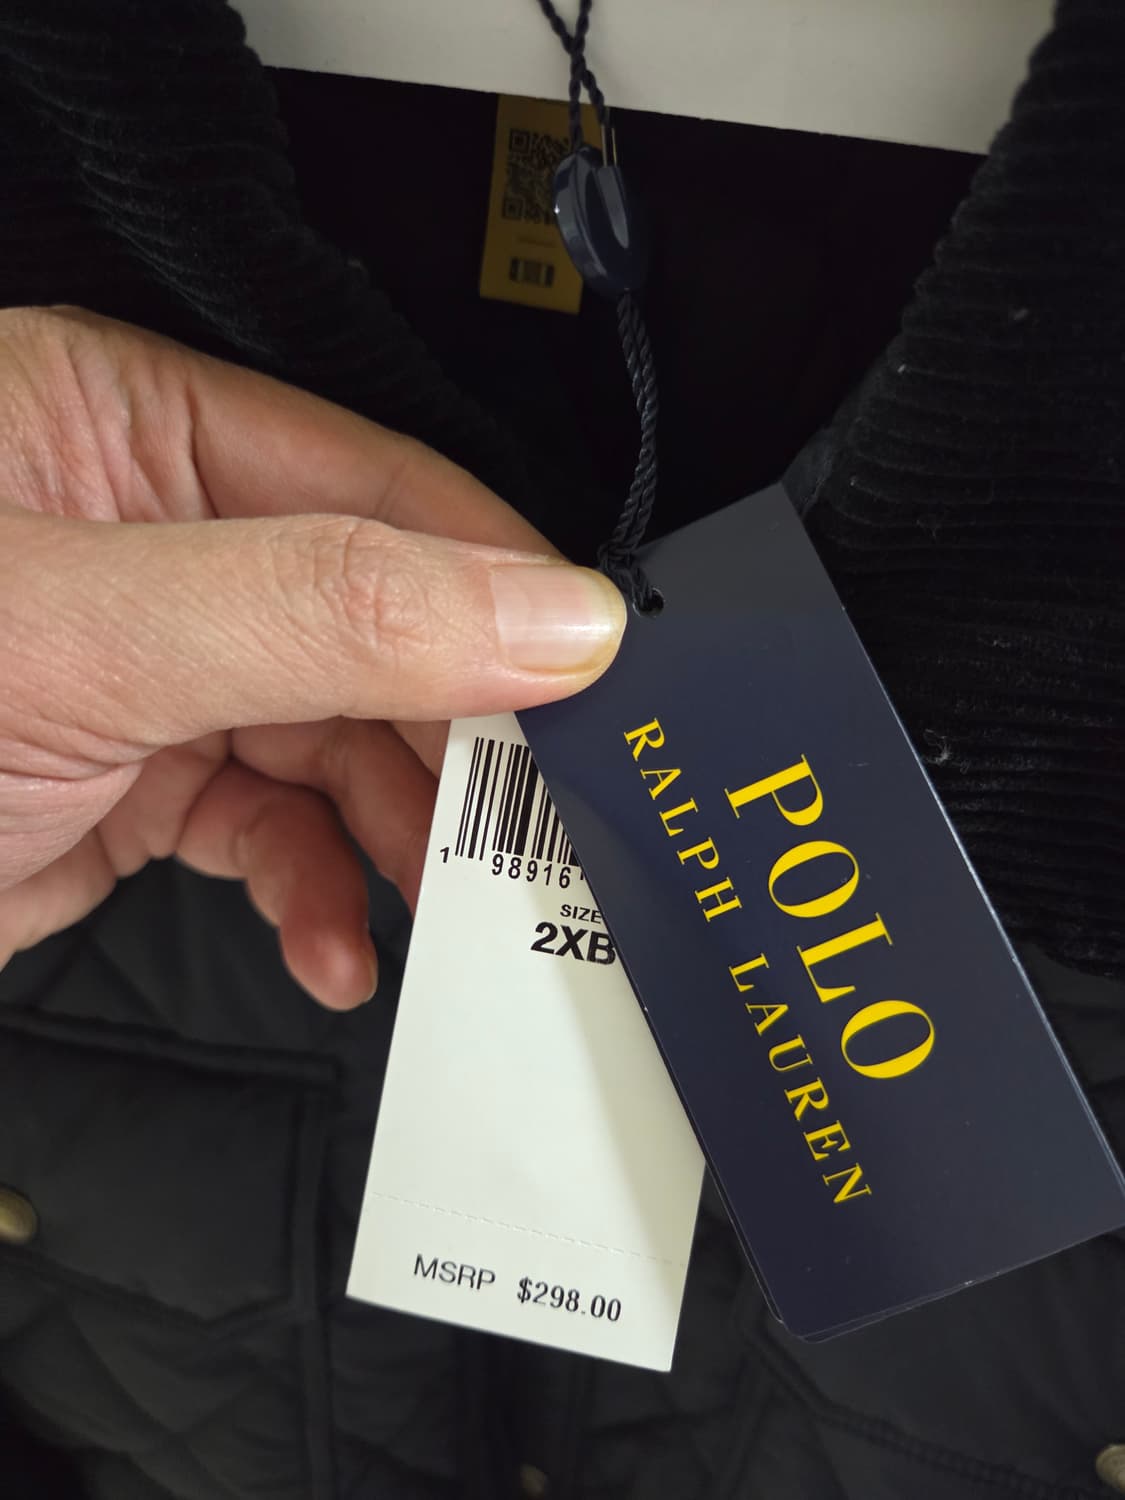 1 98916
SIZE
2XB
MSRP $298.00
POLO
RALPH LAUREN